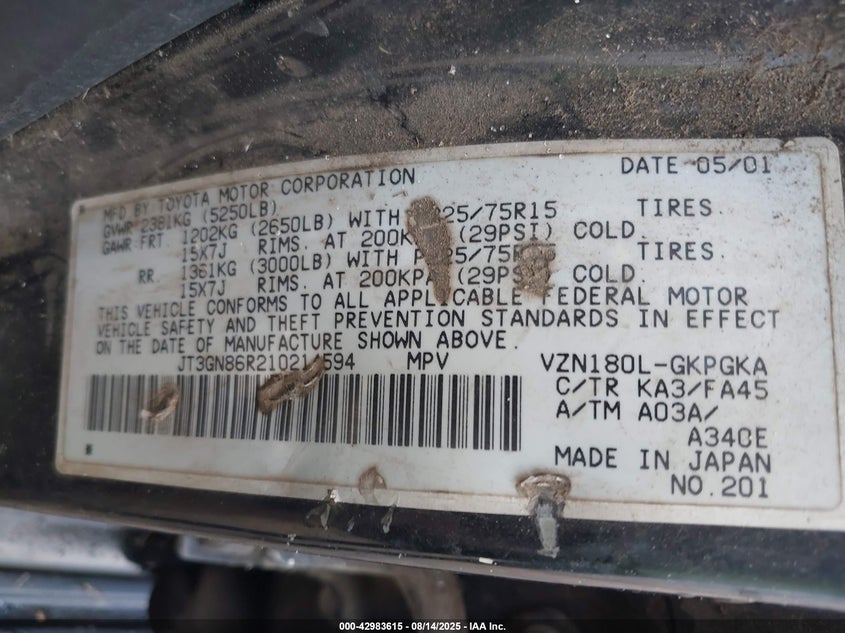 MFD BY TOYOTA MOTOR CORPORATION DATE 05/01
GVWR 2381KG (5250LB)
GAWR FRT. 1202KG (2650LB) WITH TIRES
15X7J RIMS. AT 200KPA (29PSI) COLD.
RR 1361KG (3000LB) WITH TIRES.
15X7J RIMS. AT 200KPA (29PSI) COLD.
THIS VEHICLE CONFORMS TO ALL APPLICABLE FEDERAL MOTOR
VEHICLE SAFETY AND THEFT PREVENTION STANDARDS IN EFFECT
ON THE DATE OF MANUFACTURE SHOWN ABOVE.
MPV VZN180L-GKPGKA
C/TR KA3/FA45
A/TM A03A/
A340E
MADE IN JAPAN
NO.201
000-42983615 - 08/14/2025 - IAA Inc.